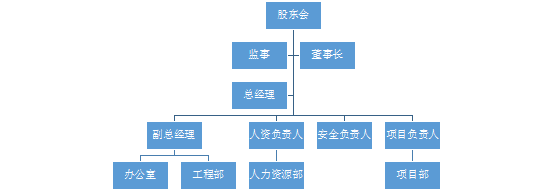 股东会
监事
董事长
总经理
副总经理
人资负责人
安全负责人
项目负责人
办公室
工程部
人力资源部
项目部